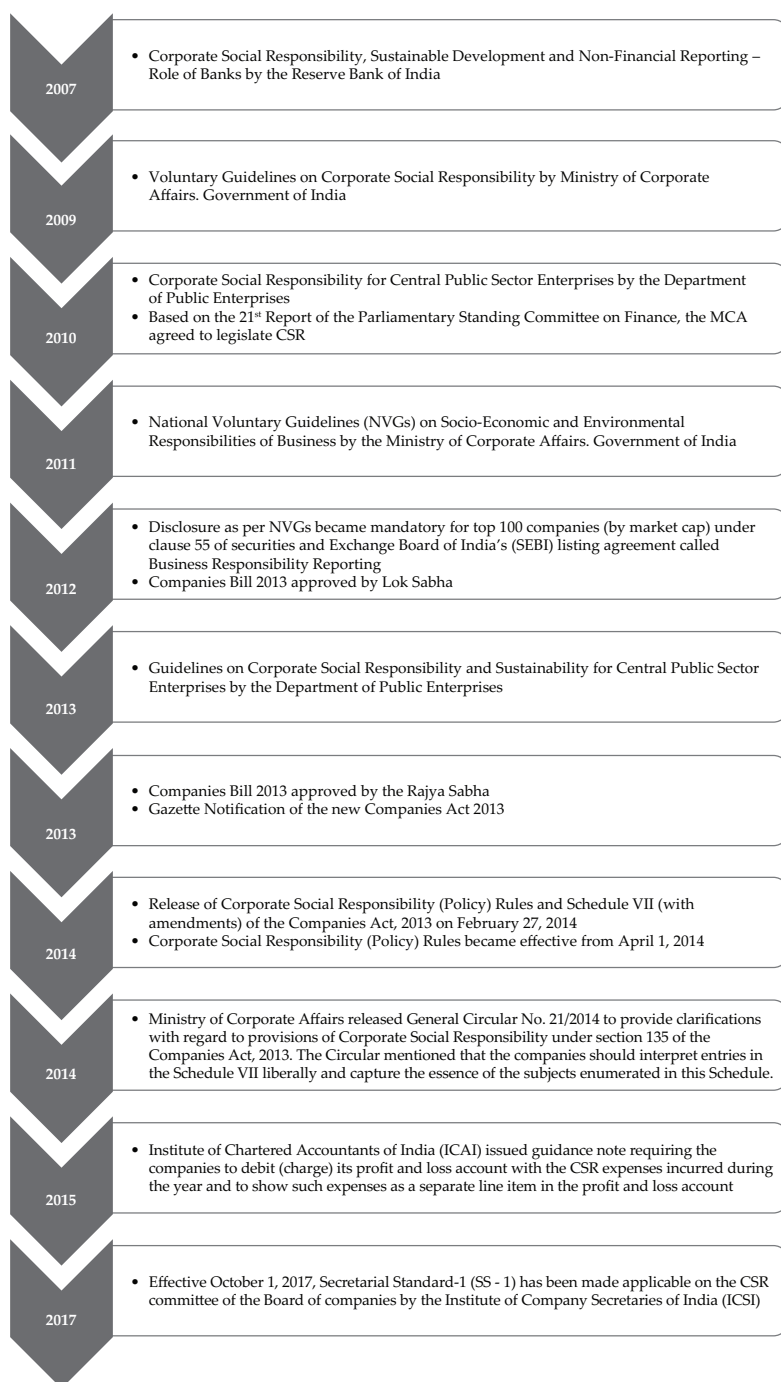 2007
• Corporate Social Responsibility, Sustainable Development and Non-Financial Reporting –
Role of Banks by the Reserve Bank of India
2009
• Voluntary Guidelines on Corporate Social Responsibility by Ministry of Corporate
Affairs. Government of India
2010
• Corporate Social Responsibility for Central Public Sector Enterprises by the Department
of Public Enterprises
• Based on the 21st Report of the Parliamentary Standing Committee on Finance, the MCA
agreed to legislate CSR
2011
• National Voluntary Guidelines (NVGs) on Socio-Economic and Environmental
Responsibilities of Business by the Ministry of Corporate Affairs. Government of India
2012
• Disclosure as per NVGs became mandatory for top 100 companies (by market cap) under
clause 55 of securities and Exchange Board of India's (SEBI) listing agreement called
Business Responsibility Reporting
• Companies Bill 2013 approved by Lok Sabha
2013
• Guidelines on Corporate Social Responsibility and Sustainability for Central Public Sector
Enterprises by the Department of Public Enterprises
2013
• Companies Bill 2013 approved by the Rajya Sabha
• Gazette Notification of the new Companies Act 2013
2014
• Release of Corporate Social Responsibility (Policy) Rules and Schedule VII (with
amendments) of the Companies Act, 2013 on February 27, 2014
• Corporate Social Responsibility (Policy) Rules became effective from April 1, 2014
2014
• Ministry of Corporate Affairs released General Circular No. 21/2014 to provide clarifications
with regard to provisions of Corporate Social Responsibility under section 135 of the
Companies Act, 2013. The Circular mentioned that the companies should interpret entries in
the Schedule VII liberally and capture the essence of the subjects enumerated in this Schedule.
2015
• Institute of Chartered Accountants of India (ICAI) issued guidance note requiring the
companies to debit (charge) its profit and loss account with the CSR expenses incurred during
the year and to show such expenses as a separate line item in the profit and loss account
2017
• Effective October 1, 2017, Secretarial Standard-1 (SS - 1) has been made applicable on the CSR
committee of the Board of companies by the Institute of Company Secretaries of India (ICSI)